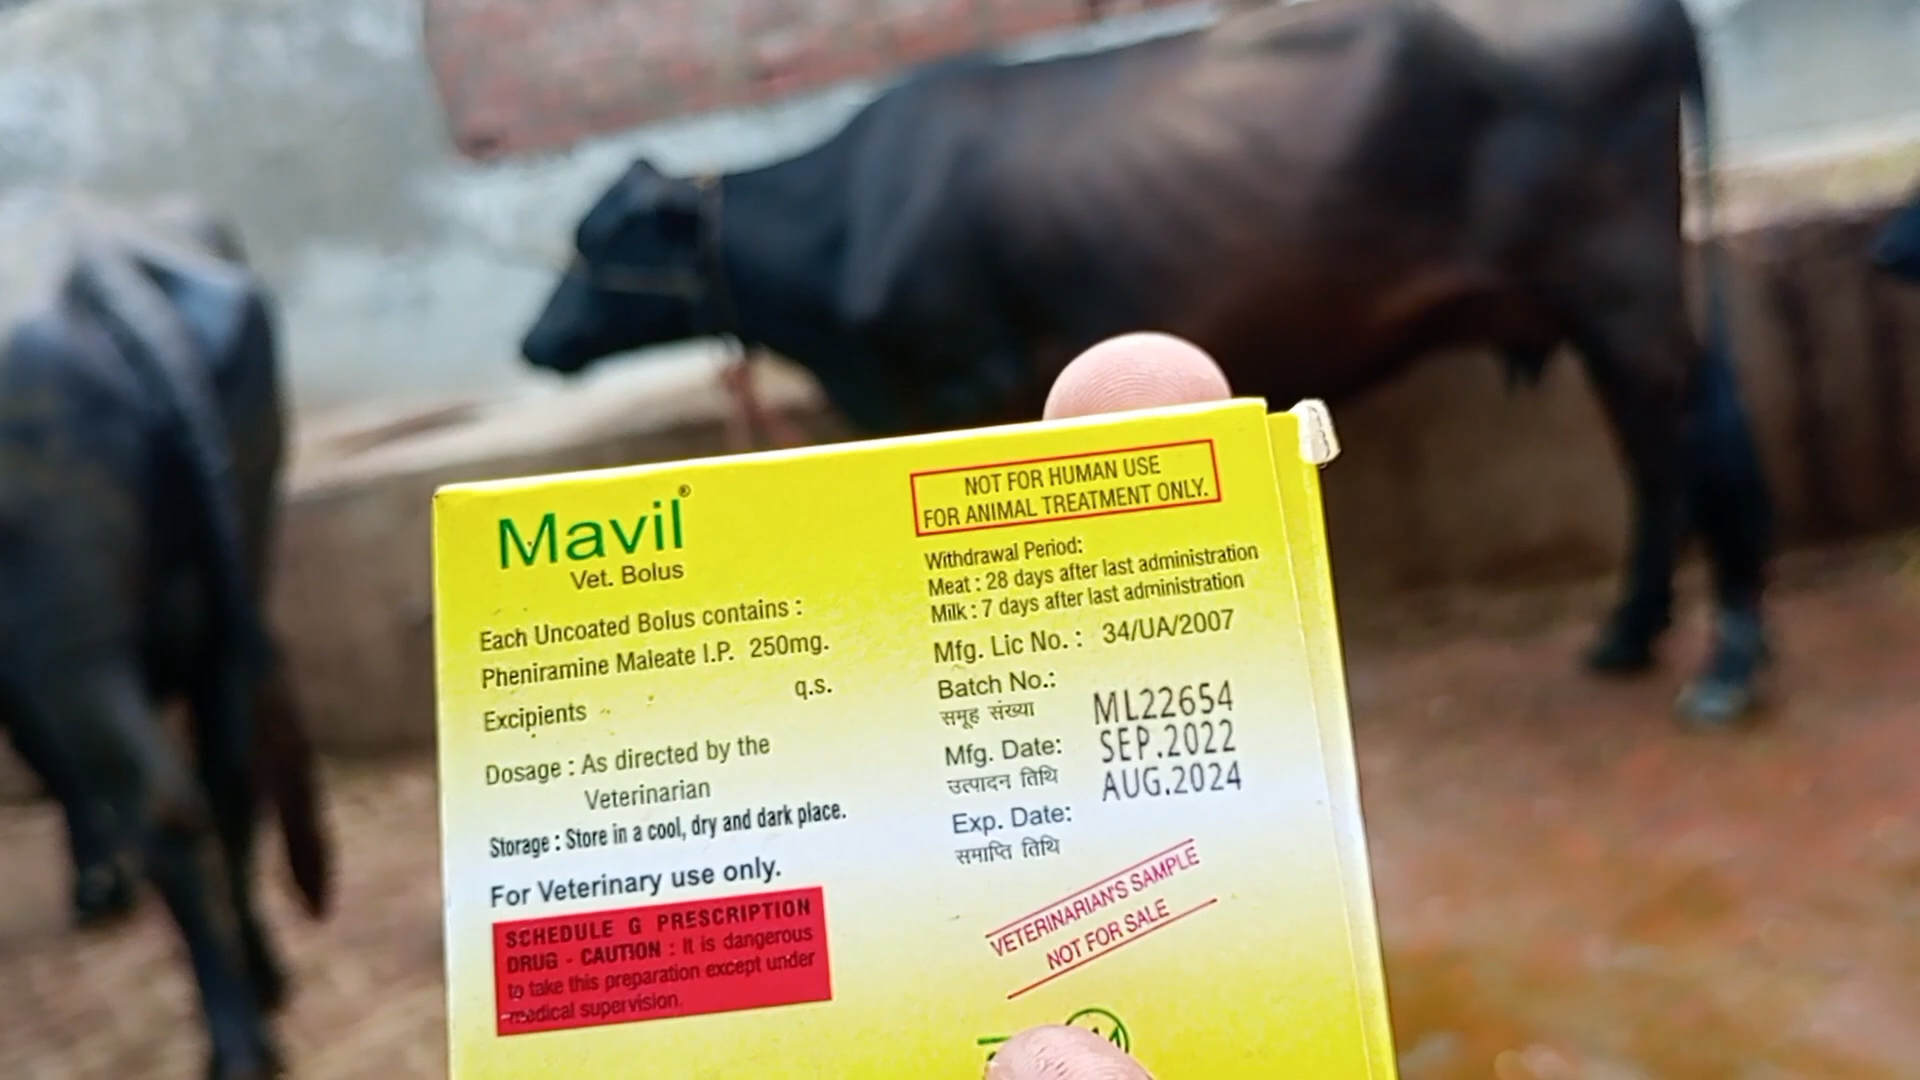 Mavil®
Vet. Bolus
Each Uncoated Bolus contains :
Pheniramine Maleate I.P. 250mg.
Excipients q.s.
Dosage : As directed by the
Veterinarian
Storage : Store in a cool, dry and dark place.
For Veterinary use only.
SCHEDULE G PRESCRIPTION
DRUG - CAUTION : It is dangerous
to take this preparation except under
medical supervision.
NOT FOR HUMAN USE
FOR ANIMAL TREATMENT ONLY.
Withdrawal Period:
Meat : 28 days after last administration
Milk : 7 days after last administration
Mfg. Lic No. : 34/UA/2007
Batch No.:
समूह संख्या
ML22654
Mfg. Date:
उत्पादन तिथि
SEP.2022
Exp. Date:
समाप्ति तिथि
AUG.2024
VETERINARIAN'S SAMPLE
NOT FOR SALE